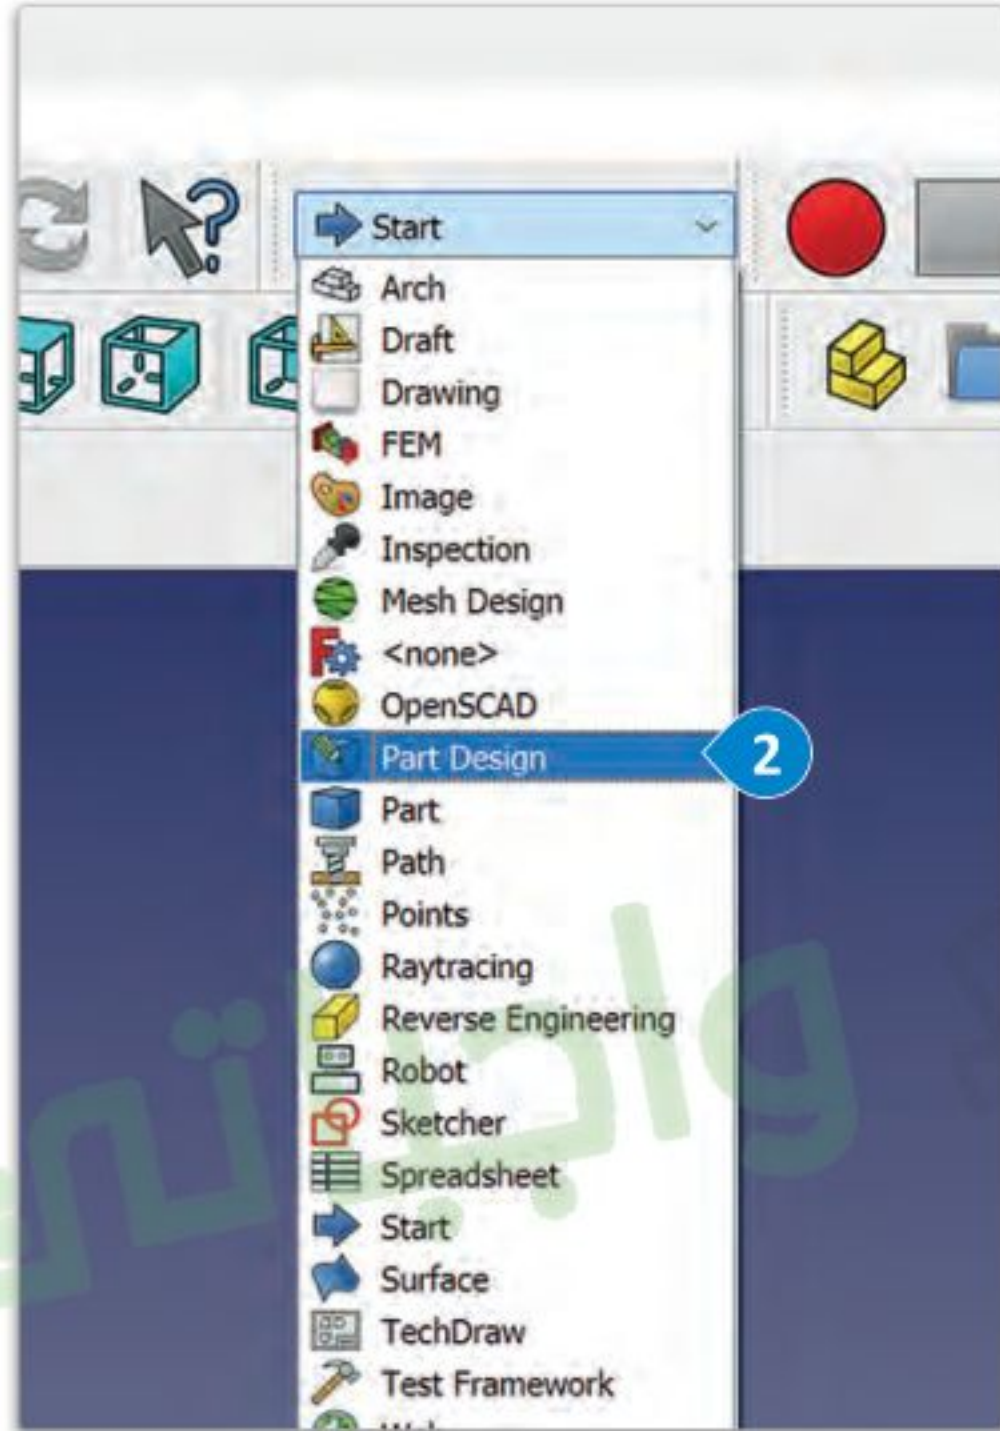 Start
Arch
Draft
Drawing
FEM
Image
Inspection
Mesh Design
<none>
OpenSCAD
Part Design
2
Part
Path
Points
Raytracing
Reverse Engineering
Robot
Sketcher
Spreadsheet
Start
Surface
TechDraw
Test Framework
واجباتي